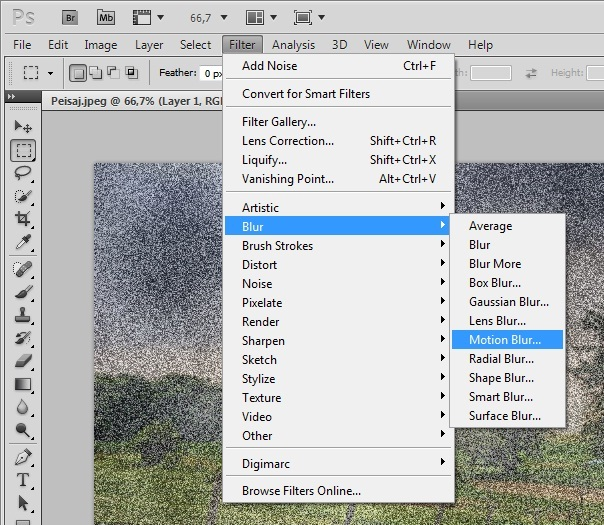 Ps Br Mb 66,7
File Edit Image Layer Select Filter Analysis 3D View Window Help
Feather: 0 px Height:
Peisaj.jpeg @ 66,7% (Layer 1, RG
Add Noise Ctrl+F
Convert for Smart Filters
Filter Gallery...
Lens Correction... Shift+Ctrl+R
Liquify... Shift+Ctrl+X
Vanishing Point... Alt+Ctrl+V
Artistic
Blur
Brush Strokes
Distort
Noise
Pixelate
Render
Sharpen
Sketch
Stylize
Texture
Video
Other
Digimarc
Browse Filters Online...
Average
Blur
Blur More
Box Blur...
Gaussian Blur...
Lens Blur...
Motion Blur...
Radial Blur...
Shape Blur...
Smart Blur...
Surface Blur...
T